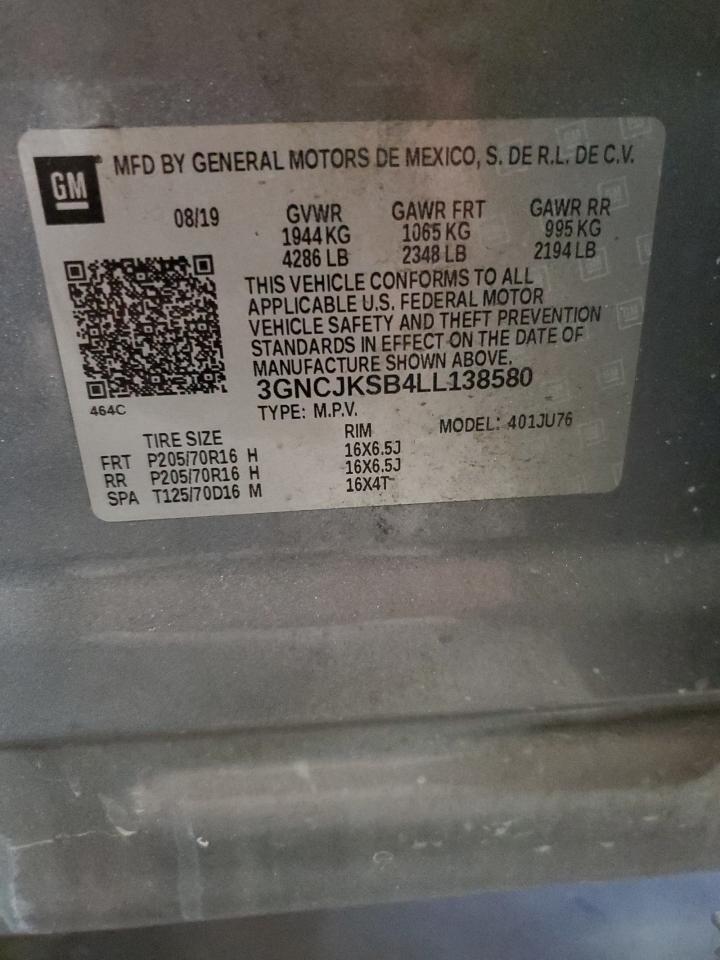 GM
MFD BY GENERAL MOTORS DE MEXICO, S. DE R.L. DE C.V.
08/19 GVWR GAWR FRT GAWR RR
1944 KG 1065 KG 995 KG
4286 LB 2348 LB 2194 LB
THIS VEHICLE CONFORMS TO ALL
APPLICABLE U.S. FEDERAL MOTOR
VEHICLE SAFETY AND THEFT PREVENTION
STANDARDS IN EFFECT ON THE DATE OF
MANUFACTURE SHOWN ABOVE.
3GNCJKSB4LL138580
464C
TYPE: M.P.V. MODEL: 401JU76
TIRE SIZE RIM
FRT P205/70R16 H 16X6.5J
RR P205/70R16 H 16X6.5J
SPA T125/70D16 M 16X4T